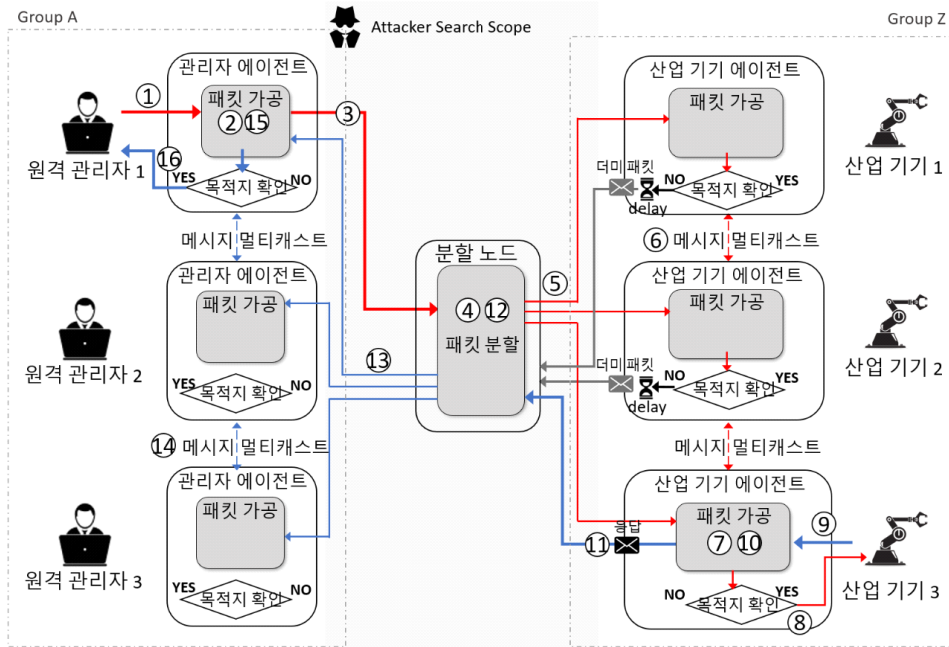 Group A
Attacker Search Scope
Group Z
관리자 에이전트
패킷 가공
② ⑮
①
③
⑯
YES
목적지 확인
NO
원격 관리자 1
메시지 멀티캐스트
관리자 에이전트
패킷 가공
YES
목적지 확인
NO
원격 관리자 2
⑭ 메시지 멀티캐스트
관리자 에이전트
패킷 가공
YES
목적지 확인
NO
원격 관리자 3
분할 노드
④ ⑫
패킷 분할
⑤
⑬
⑪
산업 기기 에이전트
패킷 가공
더미 패킷
delay
NO
목적지 확인
YES
산업 기기 1
⑥ 메시지 멀티캐스트
산업 기기 에이전트
패킷 가공
더미 패킷
delay
NO
목적지 확인
YES
산업 기기 2
메시지 멀티캐스트
산업 기기 에이전트
패킷 가공
⑦ ⑩
응답
⑨
NO
목적지 확인
YES
⑧
산업 기기 3